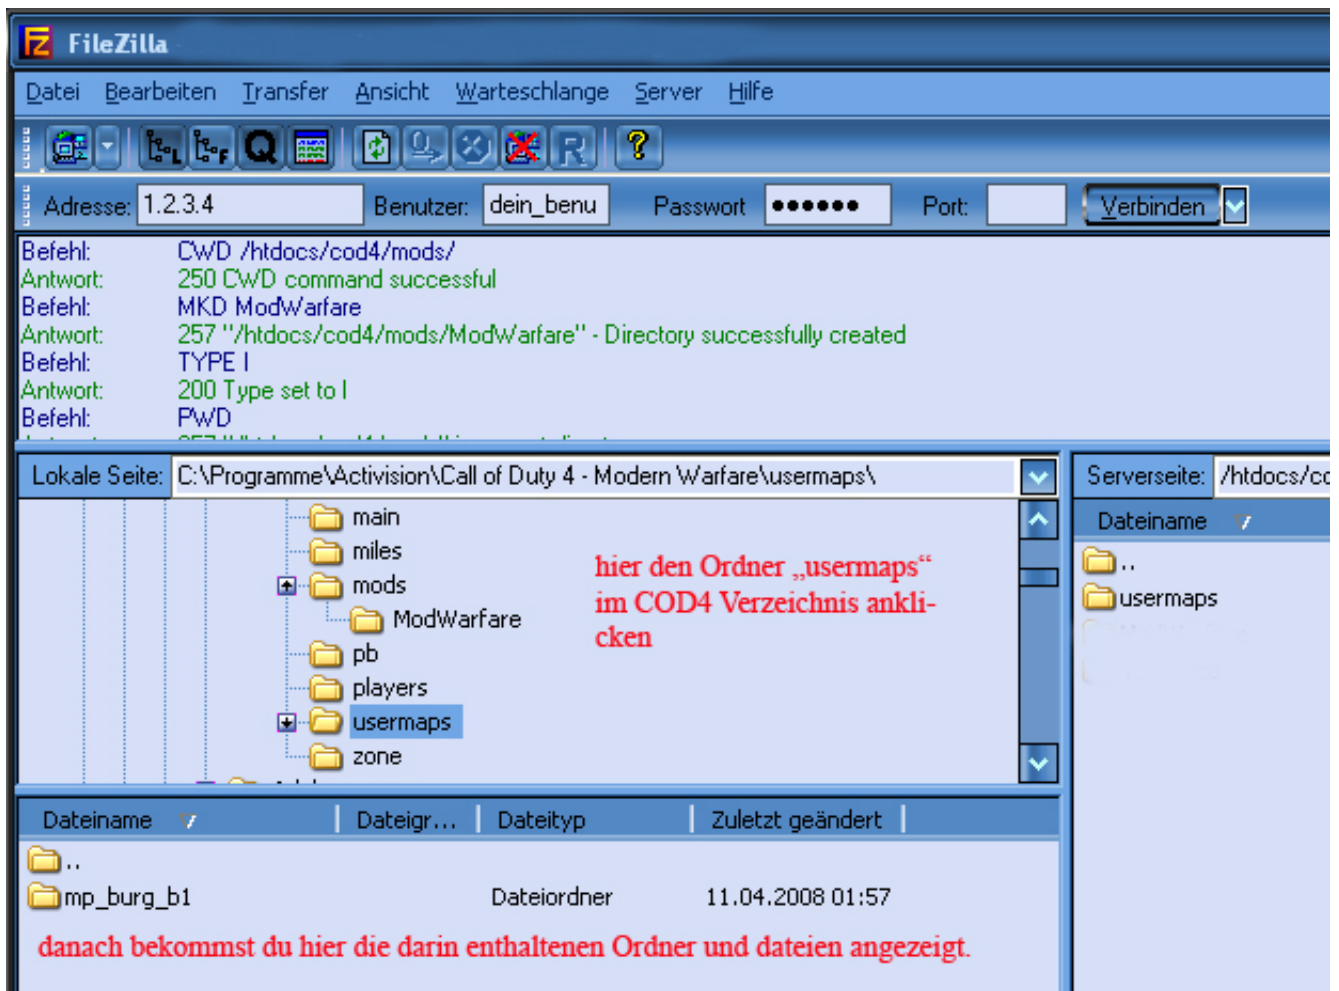 FileZilla
Datei Bearbeiten Transfer Ansicht Warteschlange Server Hilfe
Adresse: 1.2.3.4 Benutzer: dein_benu Passwort ●●●●●● Port: Verbinden
Befehl: CWD /htdocs/cod4/mods/
Antwort: 250 CWD command successful
Befehl: MKD ModWarfare
Antwort: 257 "/htdocs/cod4/mods/ModWarfare" - Directory successfully created
Befehl: TYPE I
Antwort: 200 Type set to I
Befehl: PWD
Lokale Seite: C:\Programme\Activision\Call of Duty 4 - Modern Warfare\usermaps\
main
miles
mods
ModWarfare
pb
players
usermaps
zone
hier den Ordner „usermaps“
im COD4 Verzeichnis ankli-
cken
Serverseite: /htdocs/co
Dateiname
..
usermaps
Dateiname Dateigr... Dateityp Zuletzt geändert
..
mp_burg_b1 Dateiordner 11.04.2008 01:57
danach bekommst du hier die darin enthaltenen Ordner und dateien angezeigt.